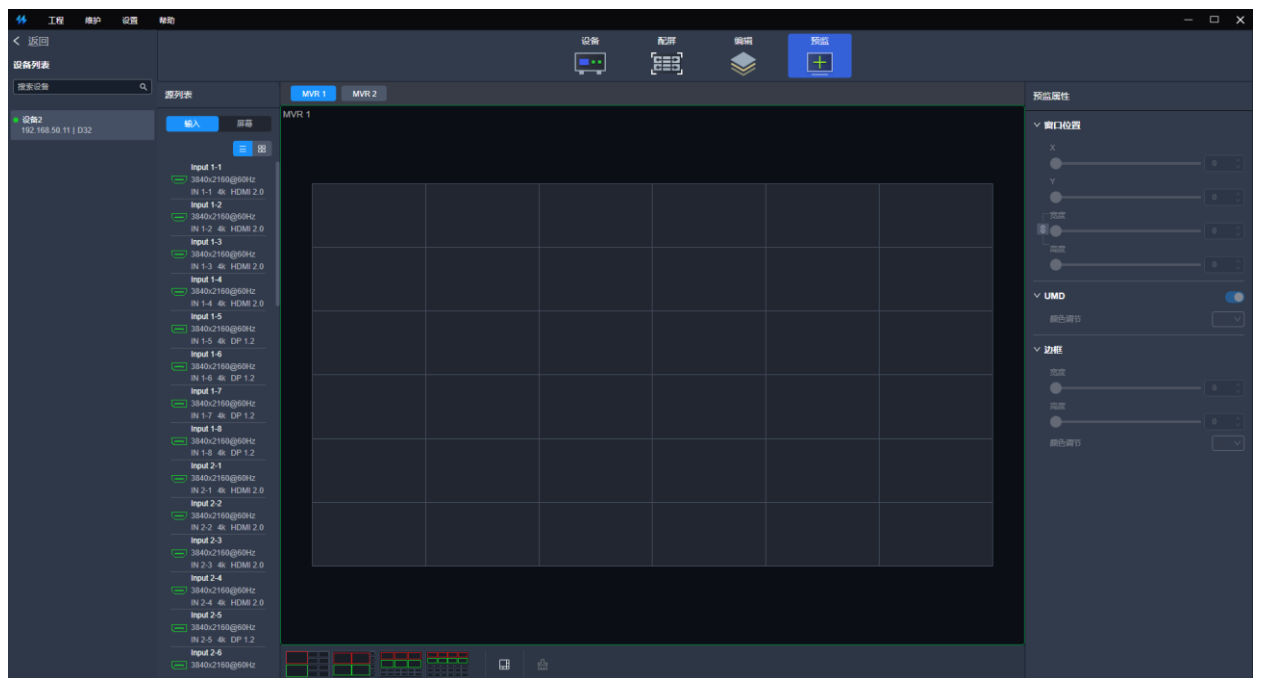 工程 维护 设置 帮助
返回
设备 配屏 编辑 预监
设备列表
搜索设备
设备2
192.168.50.11 | D32
源列表
输入 屏幕
Input 1-1
3840x2160@60Hz
IN 1-1 4k HDMI 2.0
Input 1-2
3840x2160@60Hz
IN 1-2 4k HDMI 2.0
Input 1-3
3840x2160@60Hz
IN 1-3 4k HDMI 2.0
Input 1-4
3840x2160@60Hz
IN 1-4 4k HDMI 2.0
Input 1-5
3840x2160@60Hz
IN 1-5 4k DP 1.2
Input 1-6
3840x2160@60Hz
IN 1-6 4k DP 1.2
Input 1-7
3840x2160@60Hz
IN 1-7 4k DP 1.2
Input 1-8
3840x2160@60Hz
IN 1-8 4k DP 1.2
Input 2-1
3840x2160@60Hz
IN 2-1 4k HDMI 2.0
Input 2-2
3840x2160@60Hz
IN 2-2 4k HDMI 2.0
Input 2-3
3840x2160@60Hz
IN 2-3 4k HDMI 2.0
Input 2-4
3840x2160@60Hz
IN 2-4 4k HDMI 2.0
Input 2-5
3840x2160@60Hz
IN 2-5 4k DP 1.2
Input 2-6
3840x2160@60Hz
MVR 1 MVR 2
MVR 1
预监属性
窗口位置
X
0
Y
0
宽度
0
高度
0
UMD
颜色调节
边框
宽度
0
高度
0
颜色调节